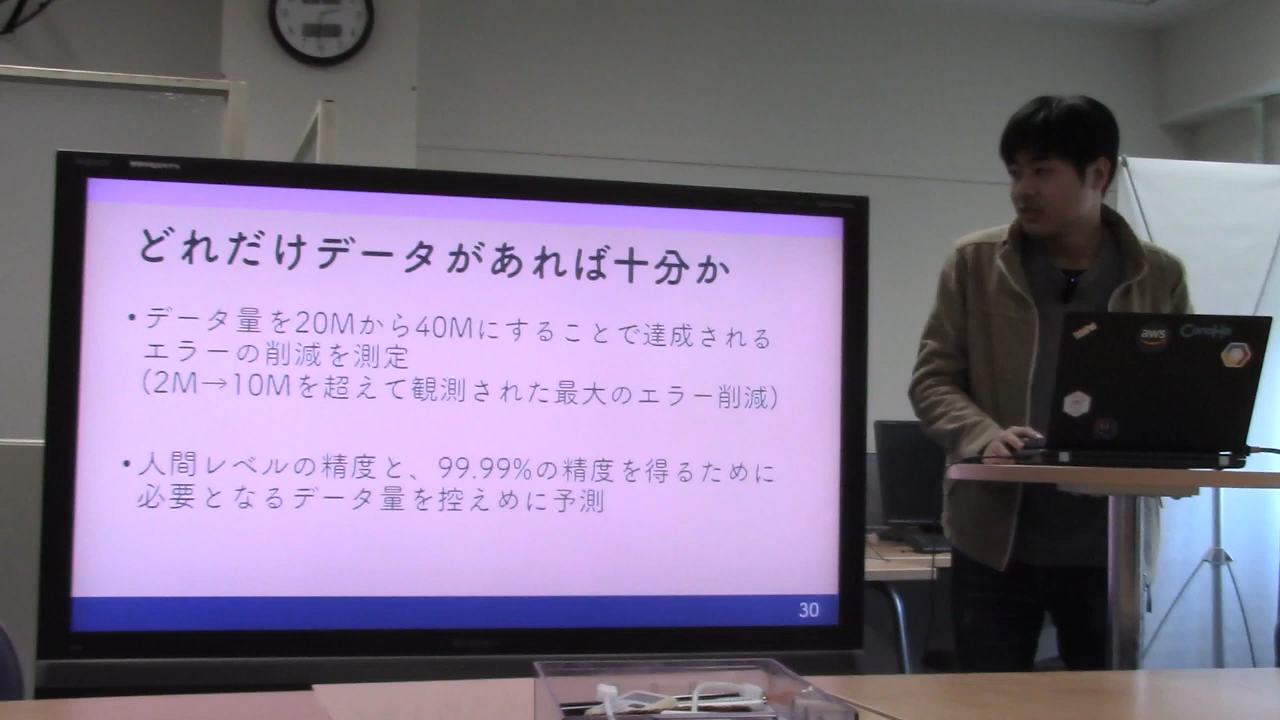 どれだけデータがあれば十分か
•データ量を20Mから40Mにすることで達成される
エラーの削減を測定
(2M→10Mを超えて観測された最大のエラー削減)
•人間レベルの精度と、99.99%の精度を得るために
必要となるデータ量を控えめに予測
30
aws